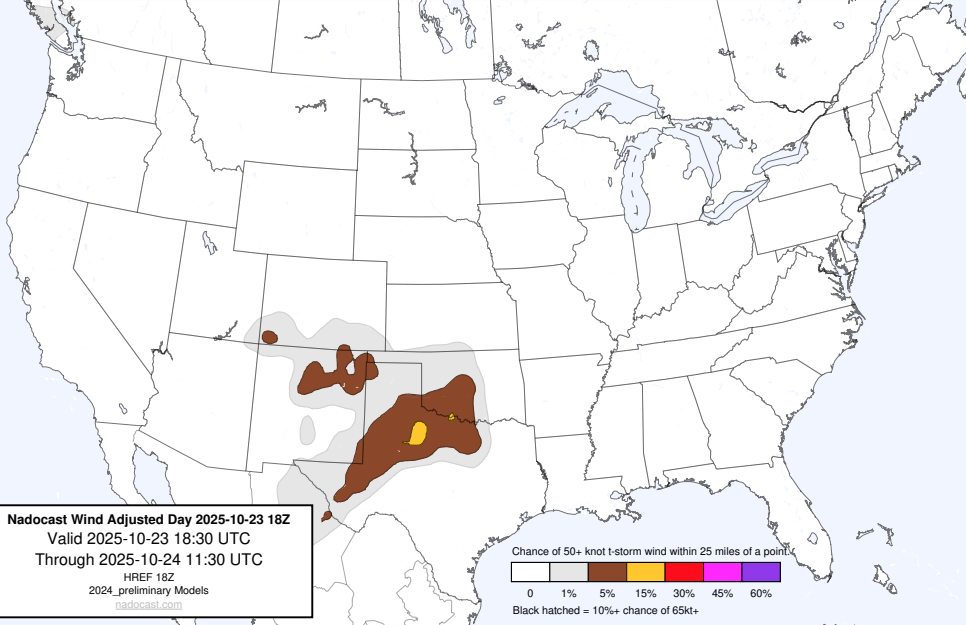 Nadocast Wind Adjusted Day 2025-10-23 18Z
Valid 2025-10-23 18:30 UTC
Through 2025-10-24 11:30 UTC
HREF 18Z
2024_preliminary Models
nadocast.com
Chance of 50+ knot t-storm wind within 25 miles of a point.
0 1% 5% 15% 30% 45% 60%
Black hatched = 10%+ chance of 65kt+